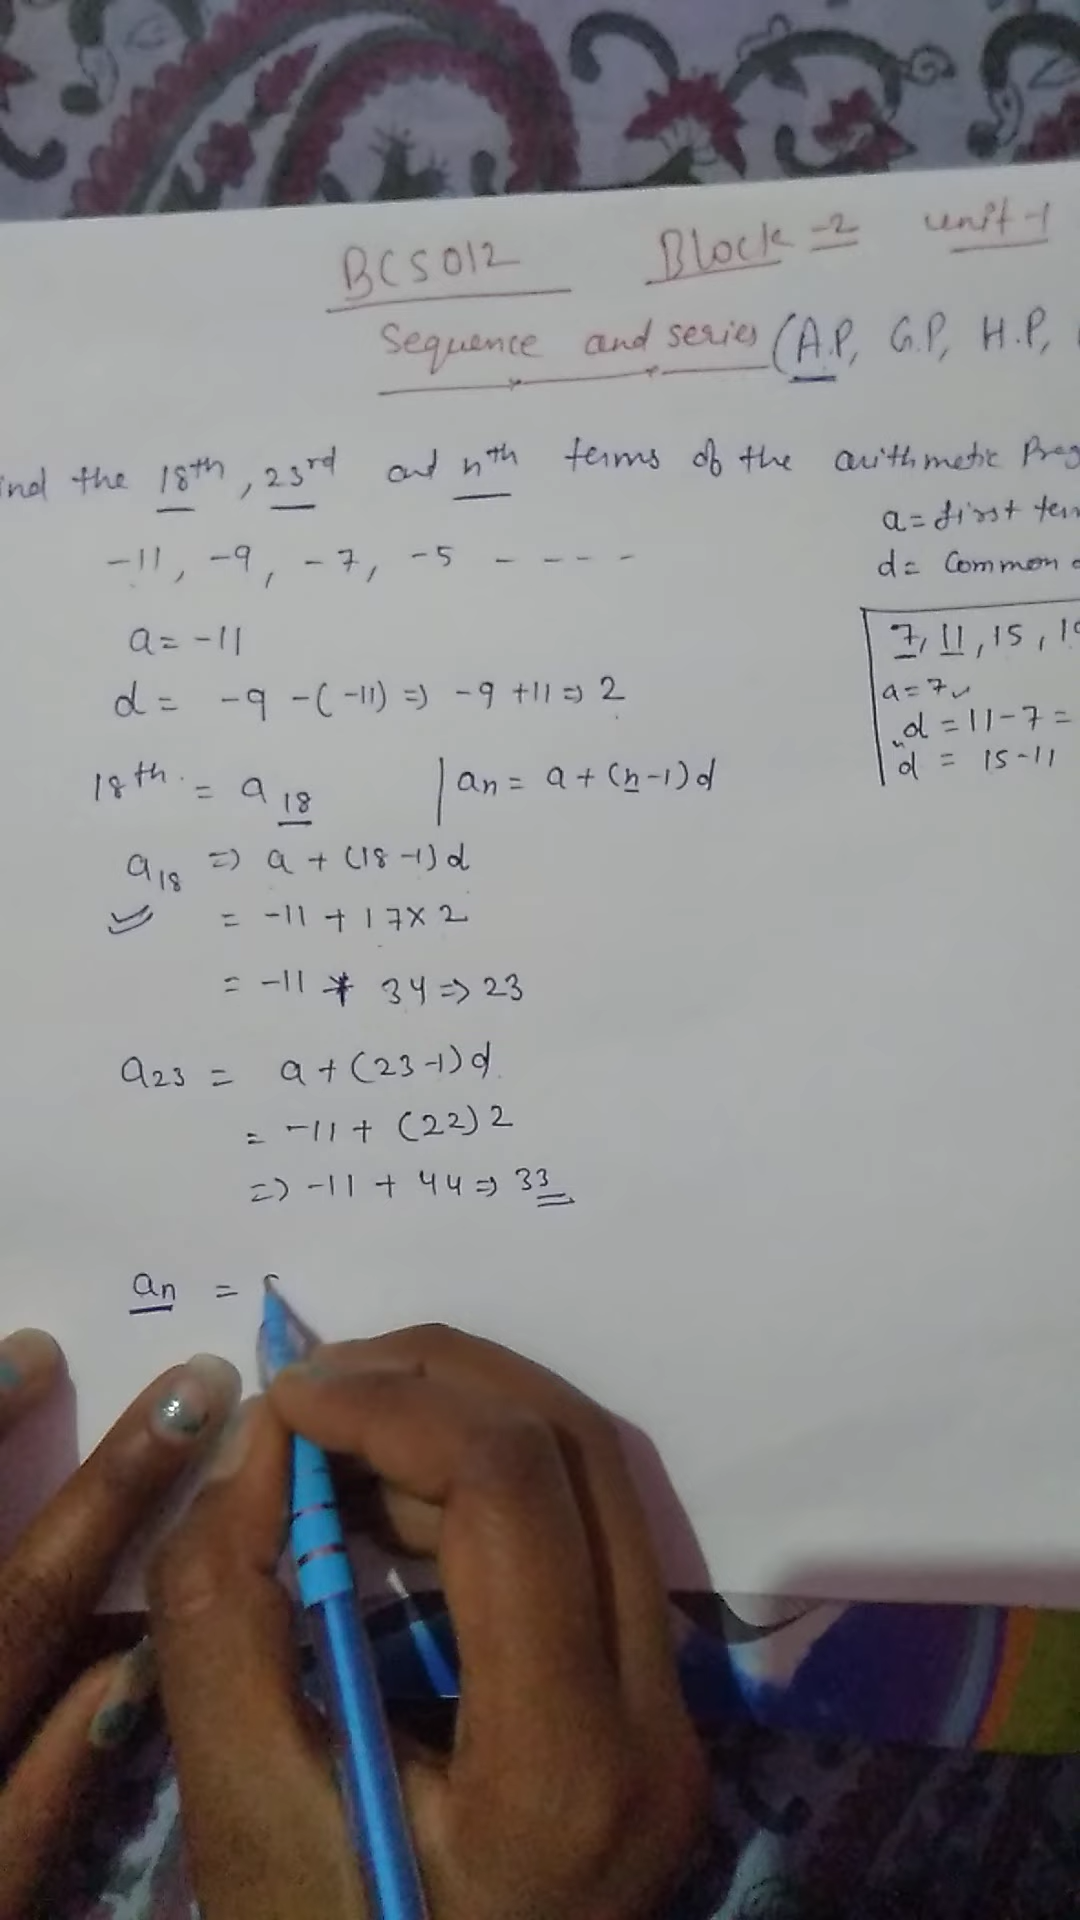 BCS012 Block-2 unit-1
Sequence and series (A.P, G.P, H.P,
ind the 18th, 23rd and nth terms of the arithmetic Prog
a = first ter
-11, -9, -7, -5 - - - -
d = Common
a = -11
7, 11, 15, 19
d = -9 -(-11) => -9 +11 => 2
a = 7
d = 11-7 =
d = 15-11
18th = a18 | an = a + (n-1)d
a18 => a + (18-1)d
= -11 + 17 x 2
= -11 + 34 => 23
a23 = a + (23-1)d
= -11 + (22)2
=> -11 + 44 => 33
an =